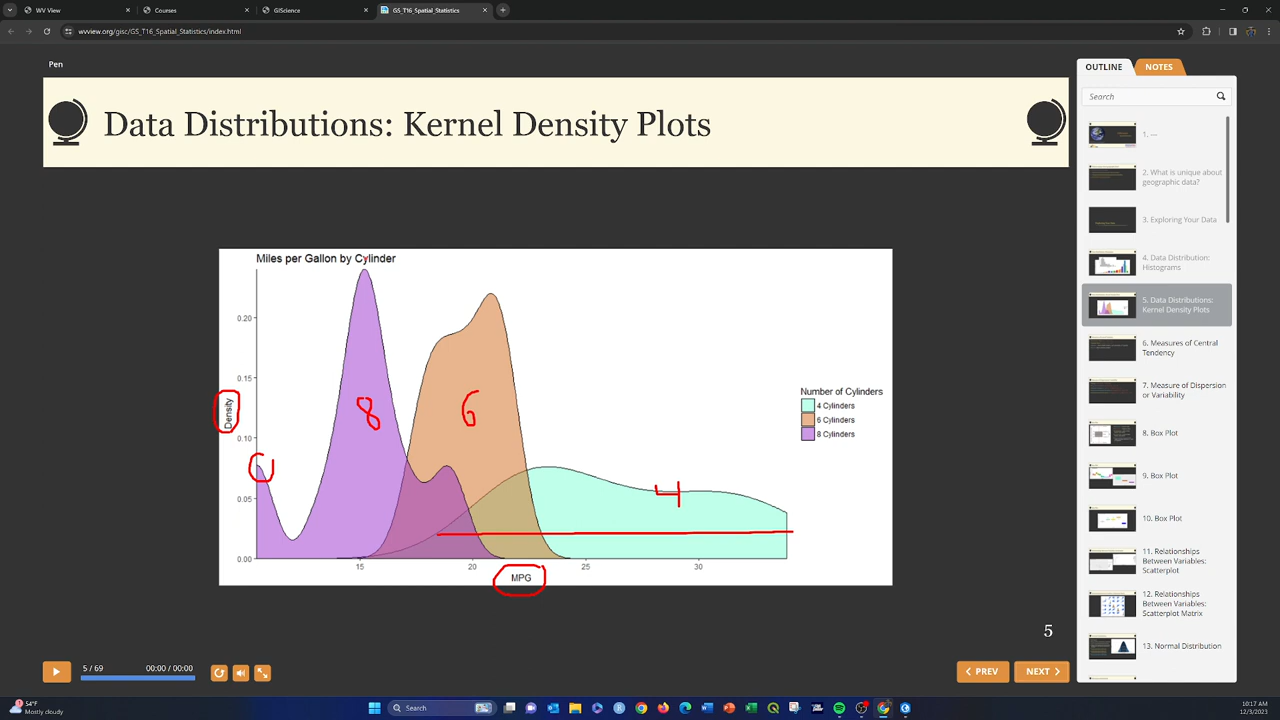 WV View
Courses
GIScience
GS_T16_Spatial_Statistics
wvview.org/gisc/GS_T16_Spatial_Statistics/index.html
Pen
Data Distributions: Kernel Density Plots
Miles per Gallon by Cylinder
Density
0.20
0.15
0.10
0.05
0.00
8
6
4
15
20
25
30
MPG
Number of Cylinders
4 Cylinders
6 Cylinders
8 Cylinders
5
5 / 69
00:00 / 00:00
PREV
NEXT
OUTLINE
NOTES
Search
1. ---
2. What is unique about
geographic data?
3. Exploring Your Data
4. Data Distribution:
Histograms
5. Data Distributions:
Kernel Density Plots
6. Measures of Central
Tendency
7. Measure of Dispersion
or Variability
8. Box Plot
9. Box Plot
10. Box Plot
11. Relationships
Between Variables:
Scatterplot
12. Relationships
Between Variables:
Scatterplot Matrix
13. Normal Distribution
54°F
Mostly cloudy
Search
10:17 AM
12/3/2023